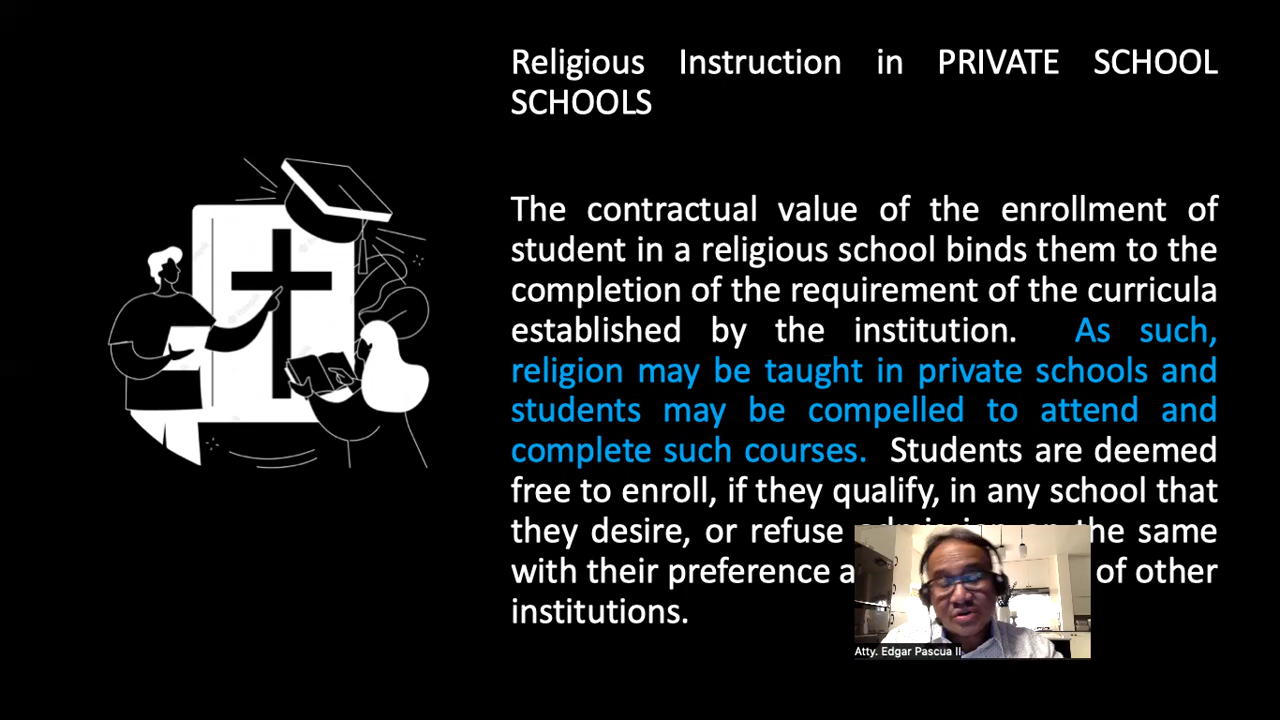 Religious Instruction in PRIVATE SCHOOL
SCHOOLS
The contractual value of the enrollment of
student in a religious school binds them to the
completion of the requirement of the curricula
established by the institution. As such,
religion may be taught in private schools and
students may be compelled to attend and
complete such courses. Students are deemed
free to enroll, if they qualify, in any school that
they desire, or refuse the same
with their preference of other
institutions.
Atty. Edgar Pascua II